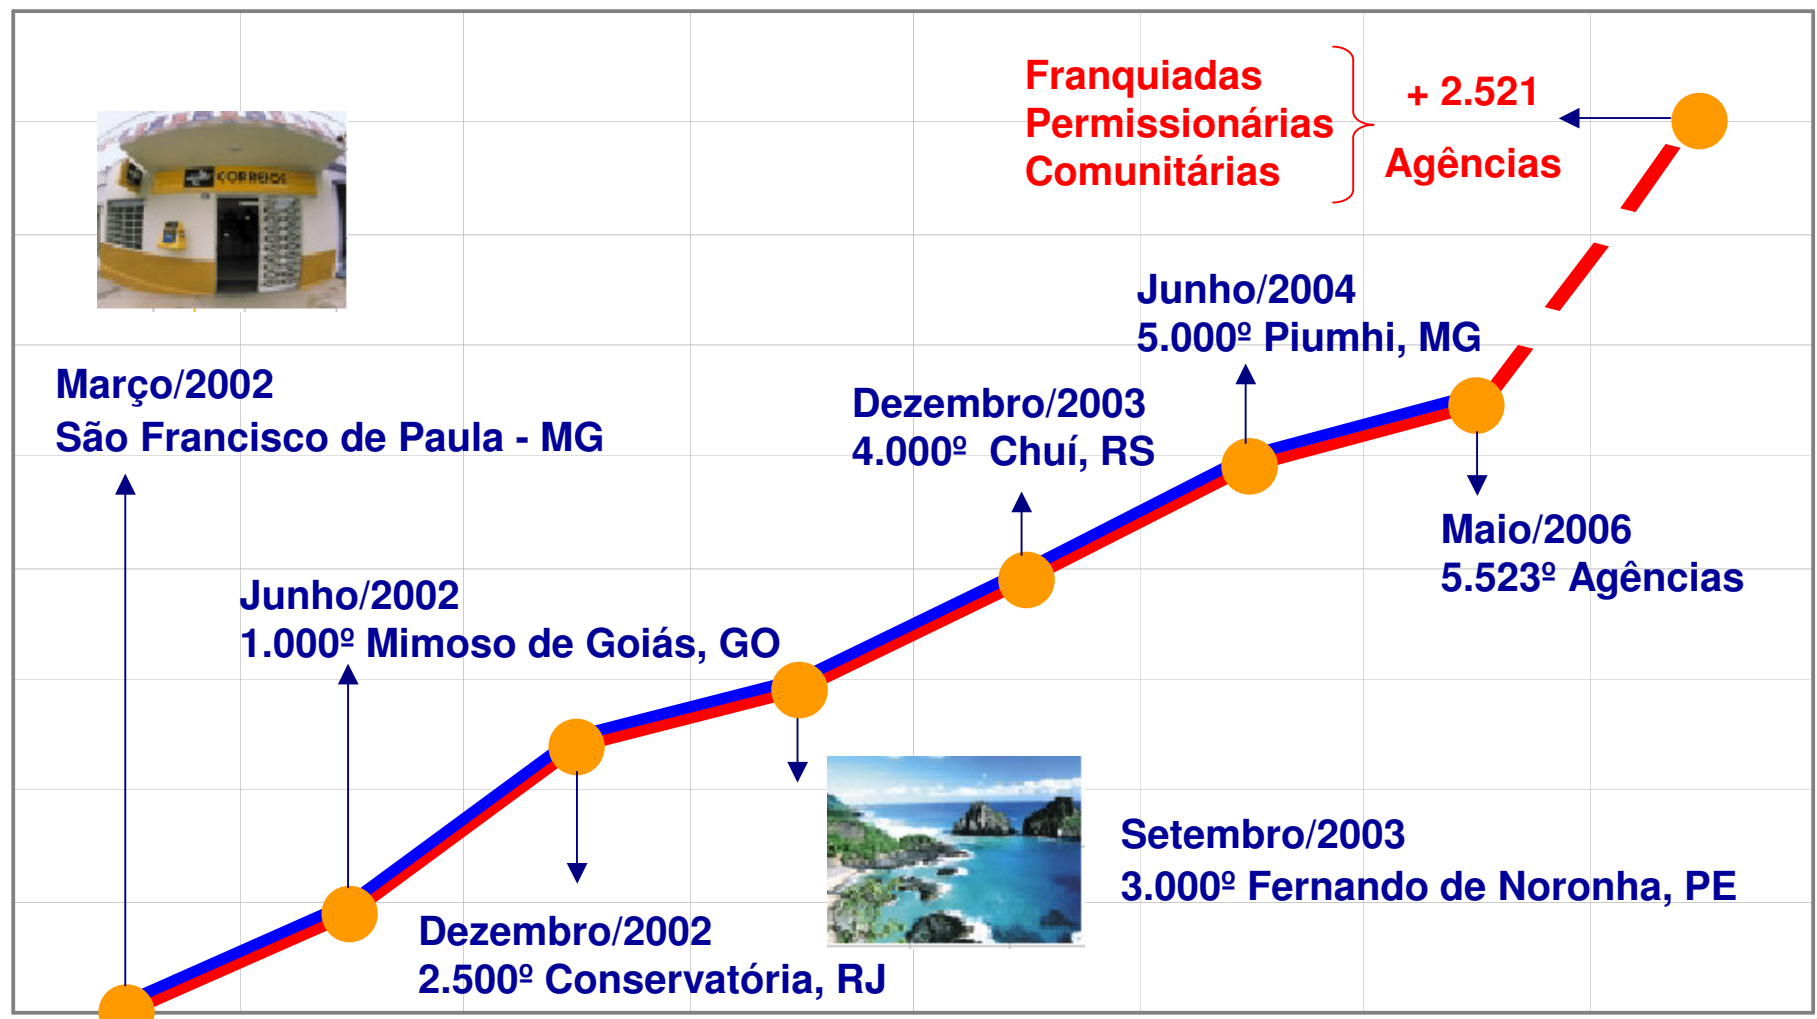 Franquiadas
Permissionárias
Comunitárias
+ 2.521
Agências
CORREIOS
Junho/2004
5.000º Piumhi, MG
Março/2002
São Francisco de Paula - MG
Dezembro/2003
4.000º  Chuí, RS
Maio/2006
5.523º Agências
Junho/2002
1.000º Mimoso de Goiás, GO
Setembro/2003
3.000º Fernando de Noronha, PE
Dezembro/2002
2.500º Conservatória, RJ